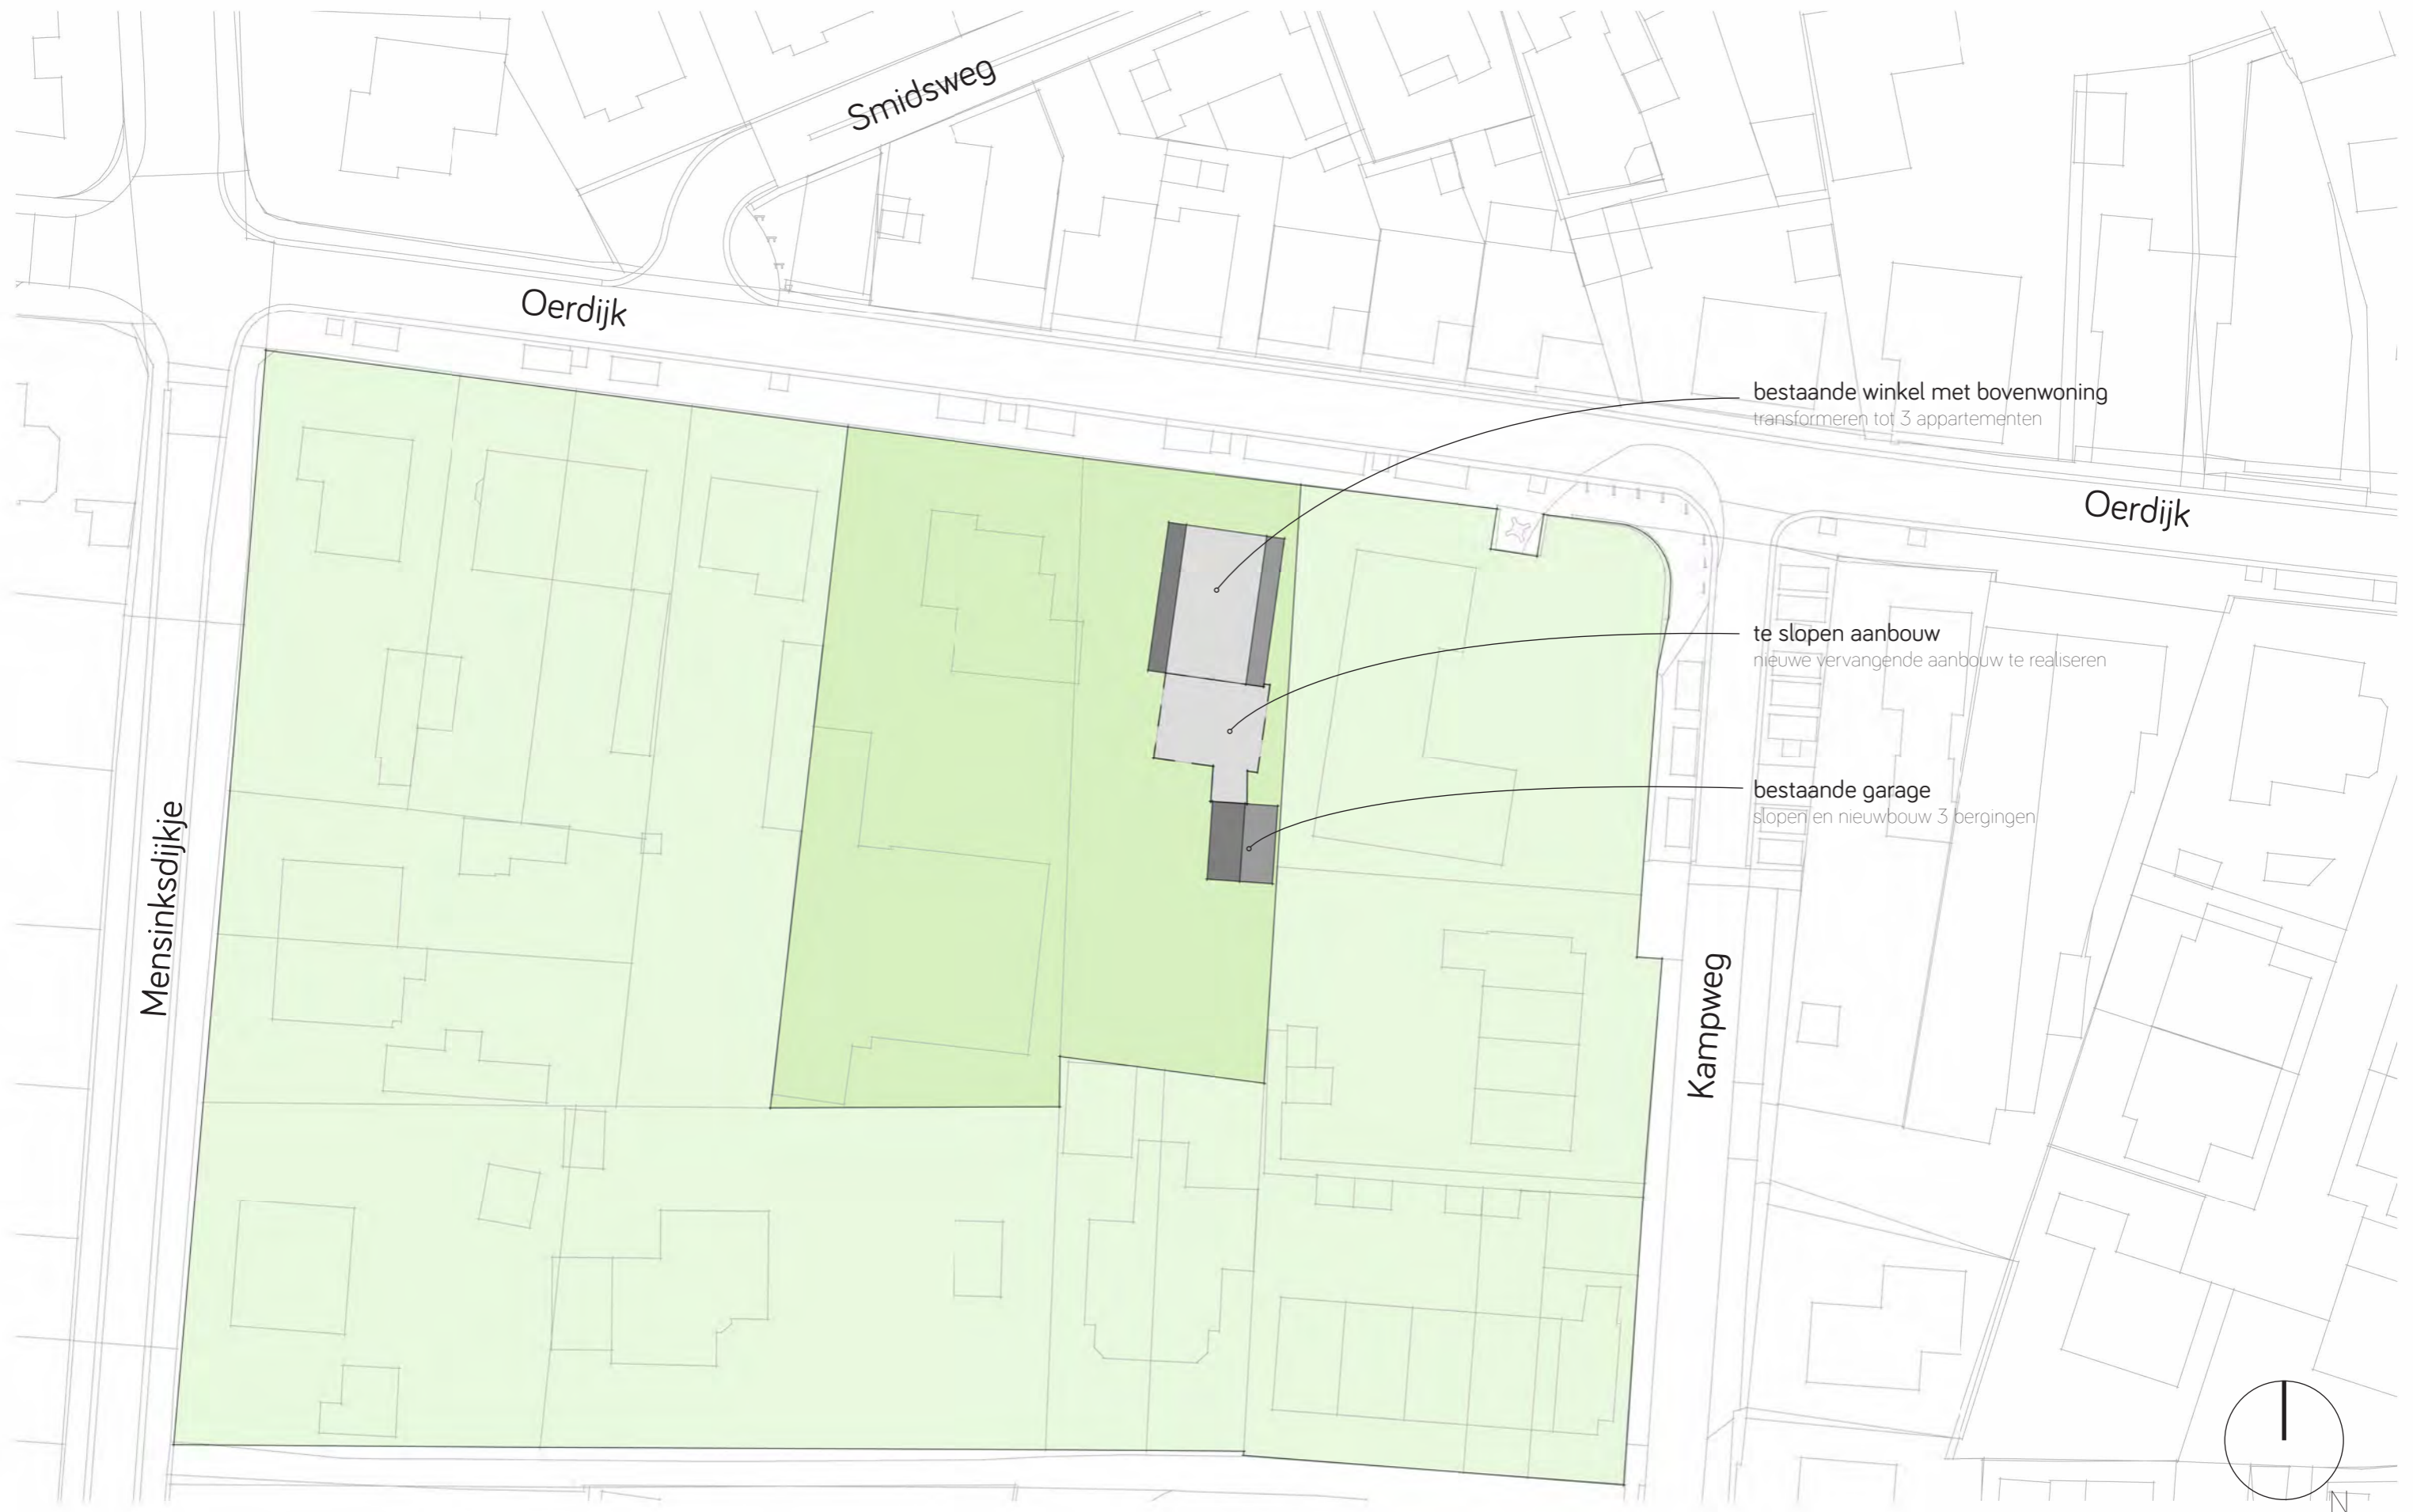 Smidsweg
Oerdijk
bestaande winkel met bovenwoning
transformeren tot 3 appartementen
Oerdijk
te slopen aanbouw
nieuwe vervangende aanbouw te realiseren
bestaande garage
slopen en nieuwbouw 3 bergingen
Mensinksdijkje
Kampweg
N